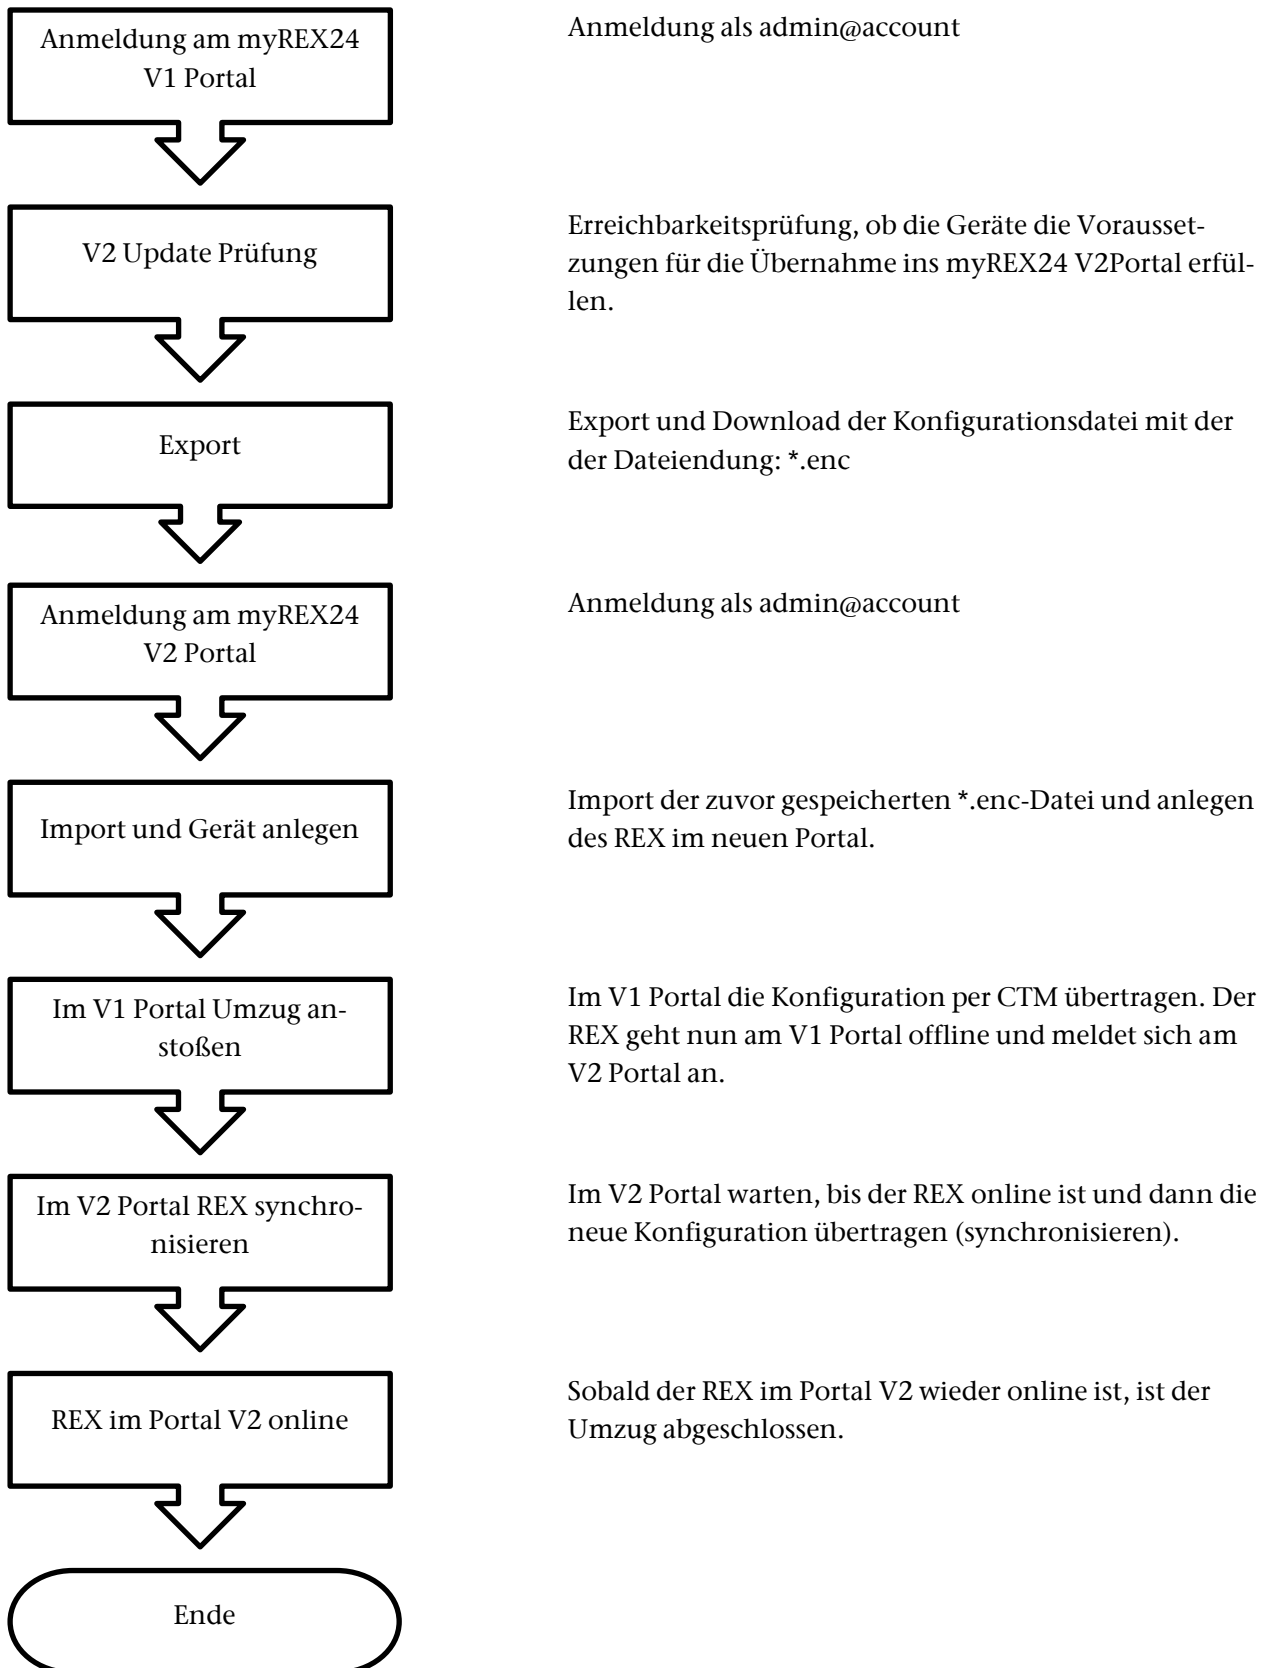 Anmeldung am myREX24
V1 Portal
Anmeldung als admin@account
V2 Update Prüfung
Erreichbarkeitsprüfung, ob die Geräte die Vorausset-
zungen für die Übernahme ins myREX24 V2Portal erfül-
len.
Export
Export und Download der Konfigurationsdatei mit der
der Dateiendung: *.enc
Anmeldung am myREX24
V2 Portal
Anmeldung als admin@account
Import und Gerät anlegen
Import der zuvor gespeicherten *.enc-Datei und anlegen
des REX im neuen Portal.
Im V1 Portal Umzug an-
stoßen
Im V1 Portal die Konfiguration per CTM übertragen. Der
REX geht nun am V1 Portal offline und meldet sich am
V2 Portal an.
Im V2 Portal REX synchro-
nisieren
Im V2 Portal warten, bis der REX online ist und dann die
neue Konfiguration übertragen (synchronisieren).
REX im Portal V2 online
Sobald der REX im Portal V2 wieder online ist, ist der
Umzug abgeschlossen.
Ende